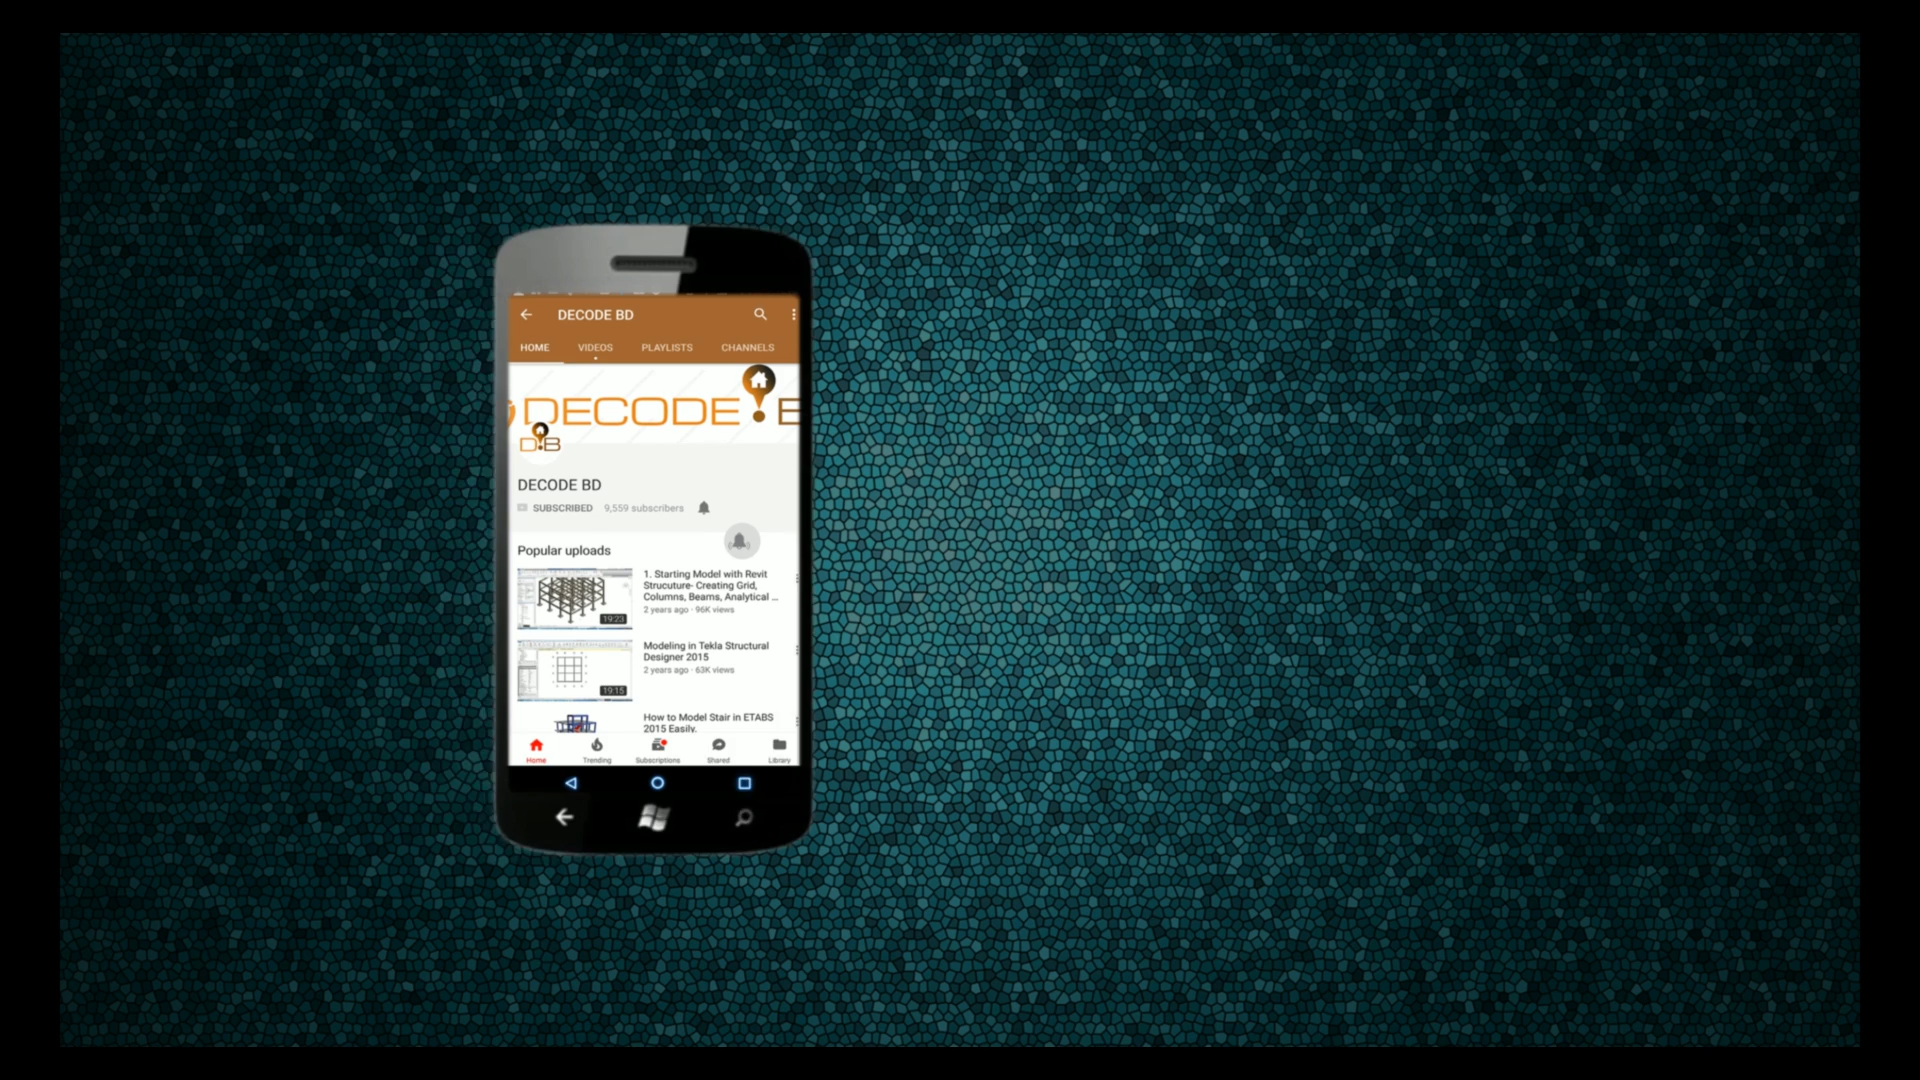 DECODE BD
HOME VIDEOS PLAYLISTS CHANNELS
DECODE B
D B
DECODE BD
SUBSCRIBED 9,559 subscribers
Popular uploads
1. Starting Model with Revit
Strucuture- Creating Grid,
Columns, Beams, Analytical ...
2 years ago · 96K views
19:23
Modeling in Tekla Structural
Designer 2015
2 years ago · 63K views
19:15
How to Model Stair in ETABS
2015 Easily.
Home Trending Subscriptions Shared Library